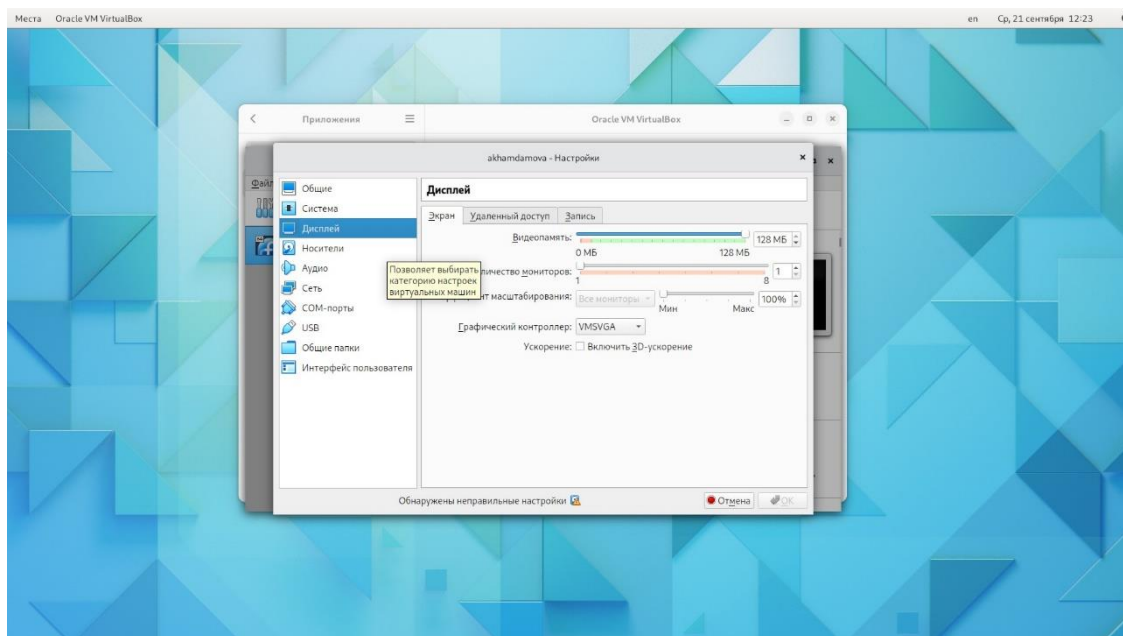 Места Oracle VM VirtualBox en Ср, 21 сентября 12:23
Приложения Oracle VM VirtualBox
akhamdamova - Настройки
Файл
Общие
Система
Дисплей
Носители
Аудио
Сеть
COM-порты
USB
Общие папки
Интерфейс пользователя
Позволяет выбирать
категорию настроек
виртуальных машин
Дисплей
Экран Удаленный доступ Запись
Видеопамять: 128 МБ
0 МБ 128 МБ
личество мониторов: 1
1 8
нт масштабирования: Все мониторы 100%
Мин Макс
Графический контроллер: VMSVGA
Ускорение: Включить 3D-ускорение
Обнаружены неправильные настройки Отмена OK